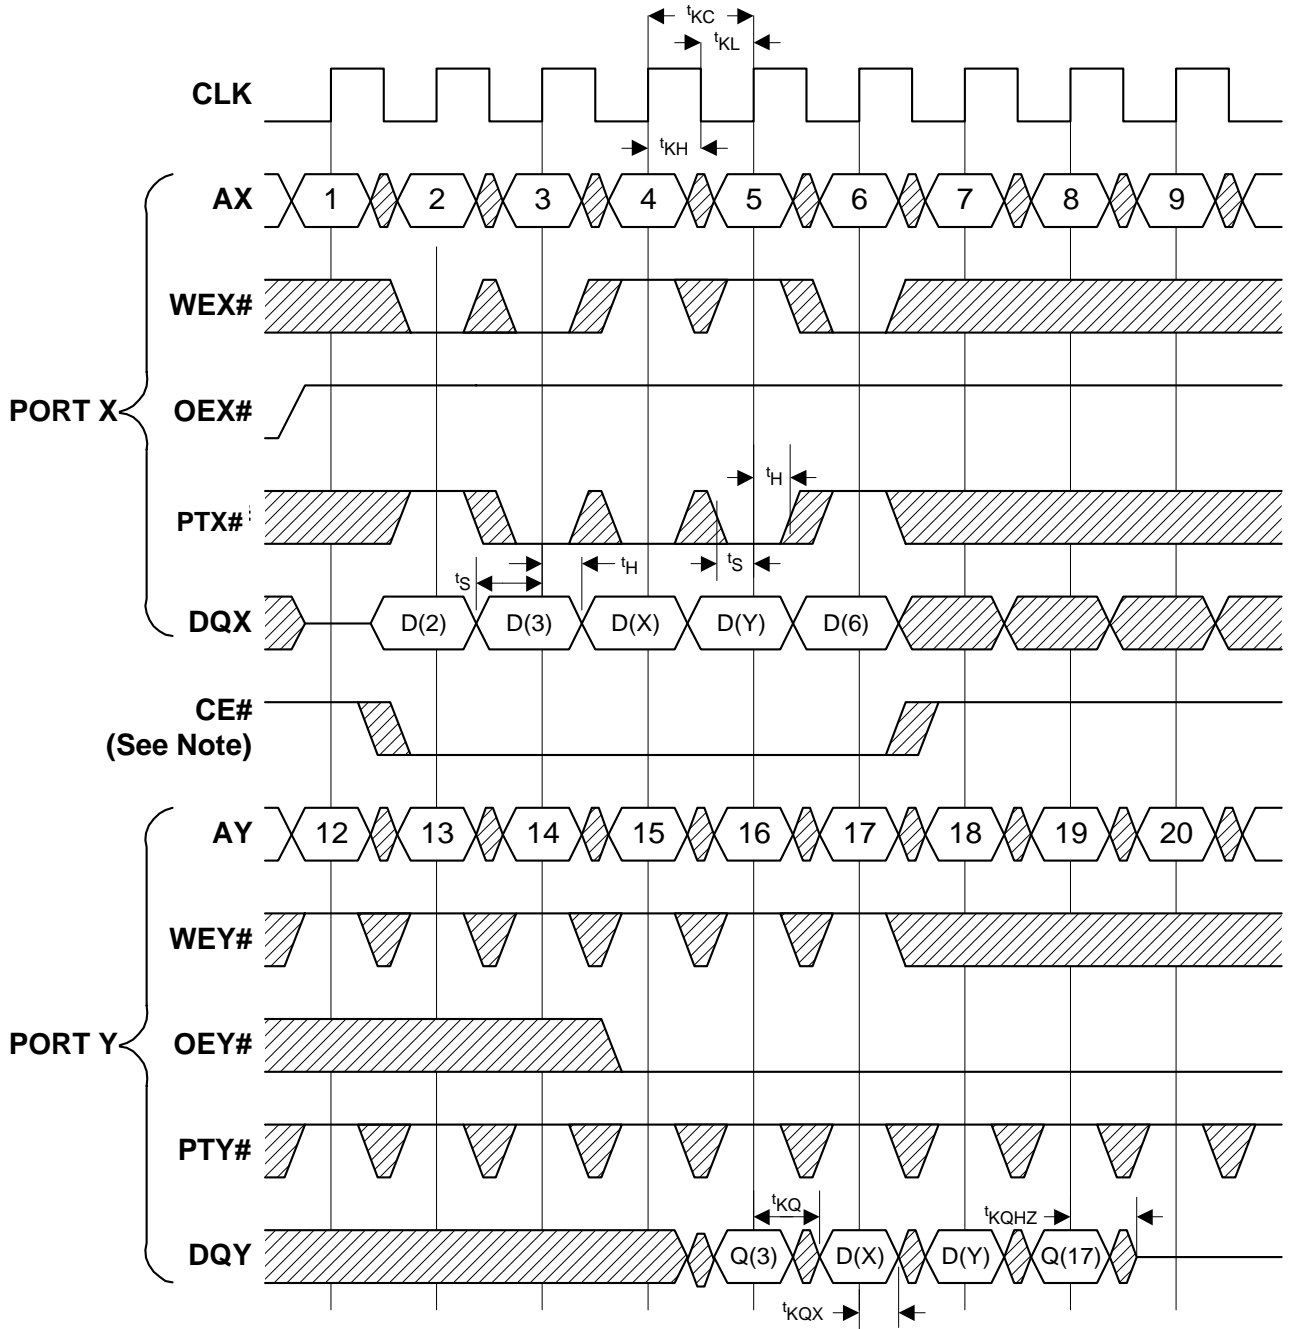 tKC
tKL
CLK
tKH
AX 1 2 3 4 5 6 7 8 9
WEX#
PORT X OEX#
tH
PTX#
tS tH tS
DQX D(2) D(3) D(X) D(Y) D(6)
CE#
(See Note)
AY 12 13 14 15 16 17 18 19 20
WEY#
PORT Y OEY#
PTY#
tKQ tKQHZ
DQY Q(3) D(X) D(Y) Q(17)
tKQX